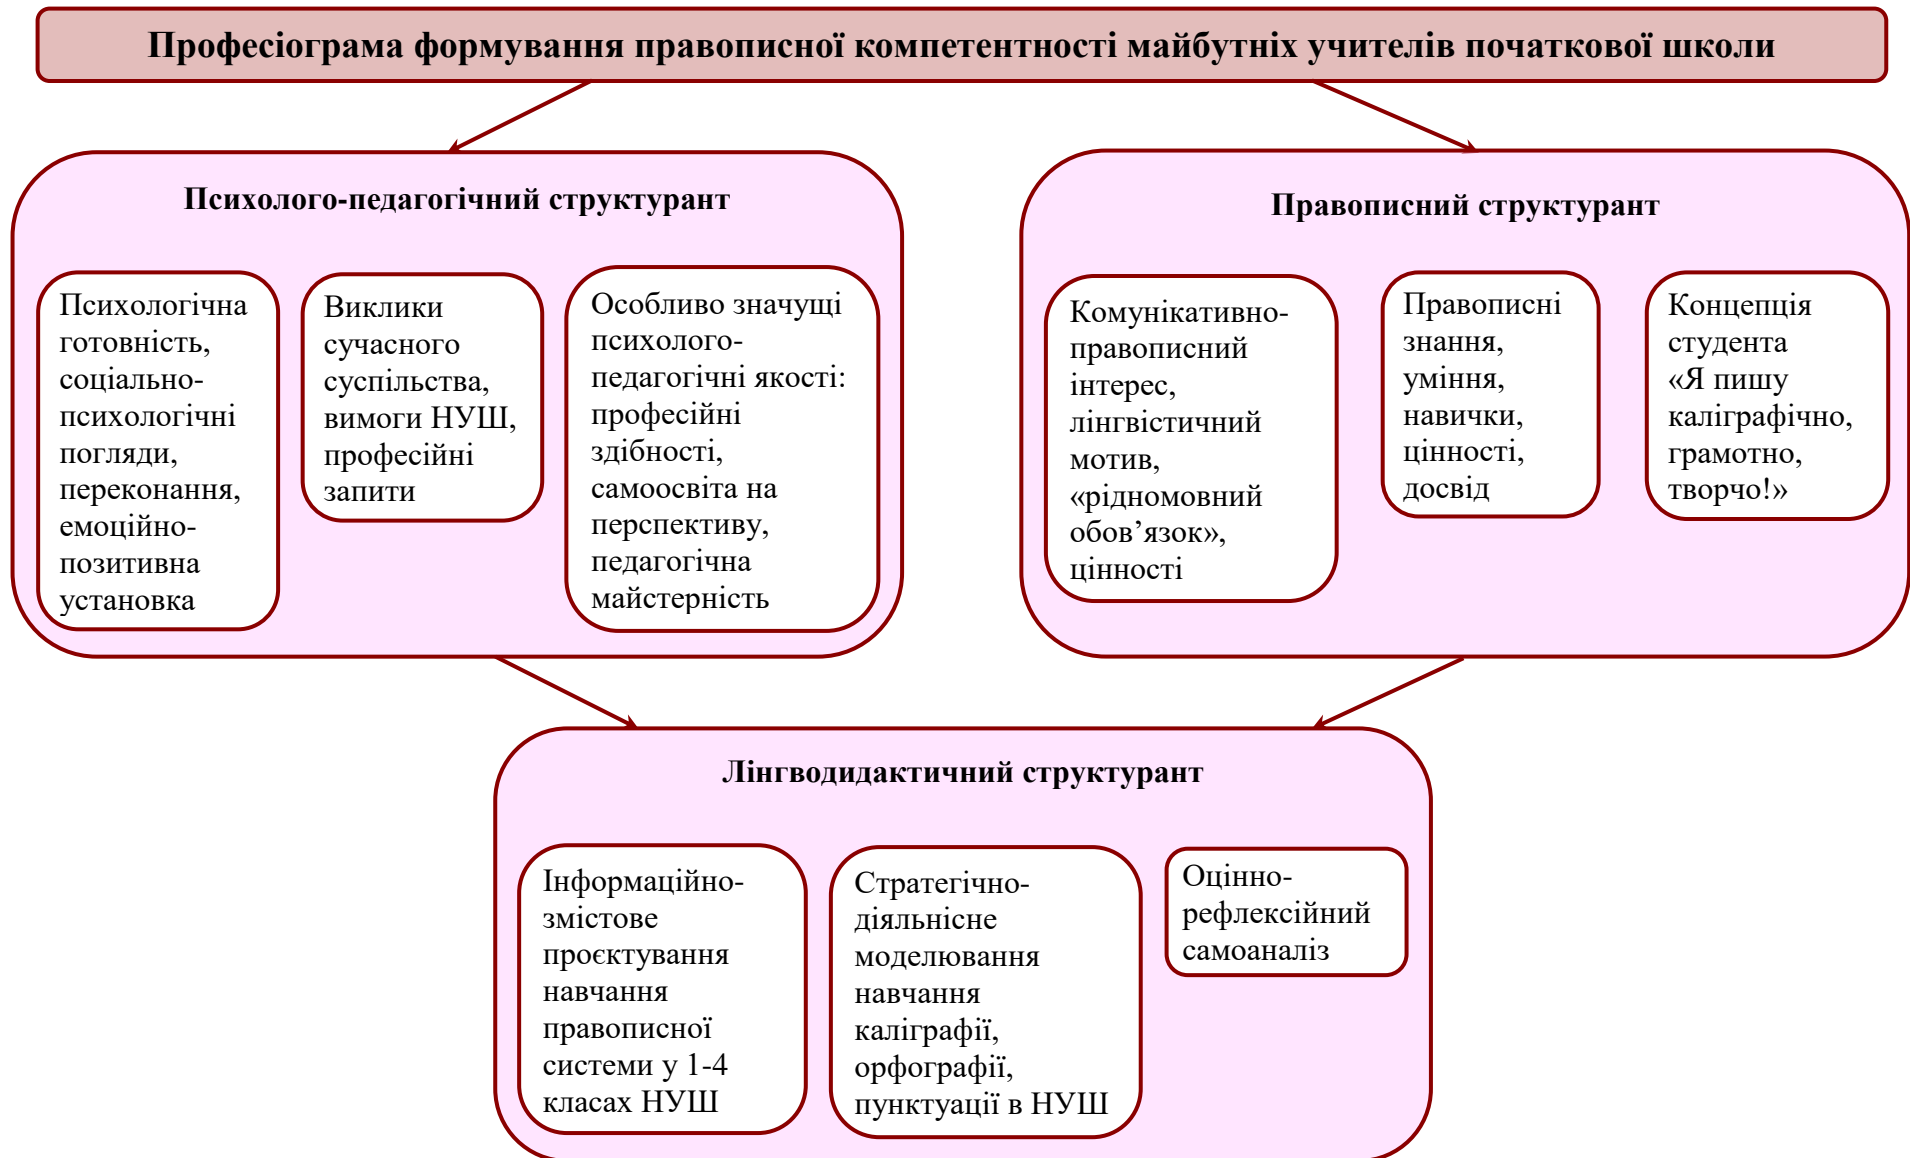 Професіограма формування правописної компетентності майбутніх учителів початкової школи
Психолого-педагогічний структурант
Психологічна
готовність,
соціально-
психологічні
погляди,
переконання,
емоційно-
позитивна
установка
Виклики
сучасного
суспільства,
вимоги НУШ,
професійні
запити
Особливо значущі
психолого-
педагогічні якості:
професійні
здібності,
самоосвіта на
перспективу,
педагогічна
майстерність
Правописний структурант
Комунікативно-
правописний
інтерес,
лінгвістичний
мотив,
«рідномовний
обов’язок»,
цінності
Правописні
знання,
уміння,
навички,
цінності,
досвід
Концепція
студента
«Я пишу
каліграфічно,
грамотно,
творчо!»
Лінгводидактичний структурант
Інформаційно-
змістове
проєктування
навчання
правописної
системи у 1-4
класах НУШ
Стратегічно-
діяльнісне
моделювання
навчання
каліграфії,
орфографії,
пунктуації в НУШ
Оцінно-
рефлексійний
самоаналіз